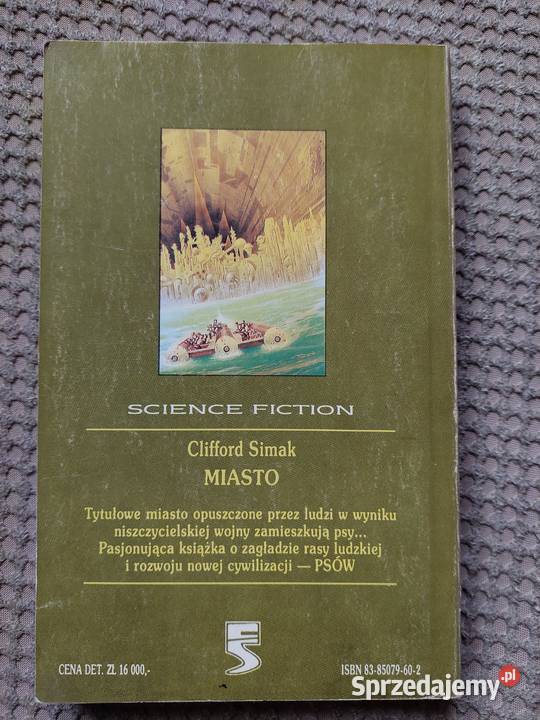 SCIENCE FICTION
Clifford Simak
MIASTO
Tytułowe miasto opuszczone przez ludzi w wyniku
niszczycielskiej wojny zamieszkują psy...
Pasjonująca książka o zagładzie rasy ludzkiej
i rozwoju nowej cywilizacji — PSÓW
CENA DET. ZŁ 16 000,-
ISBN 83-85079-60-2
Sprzedajemy.pl